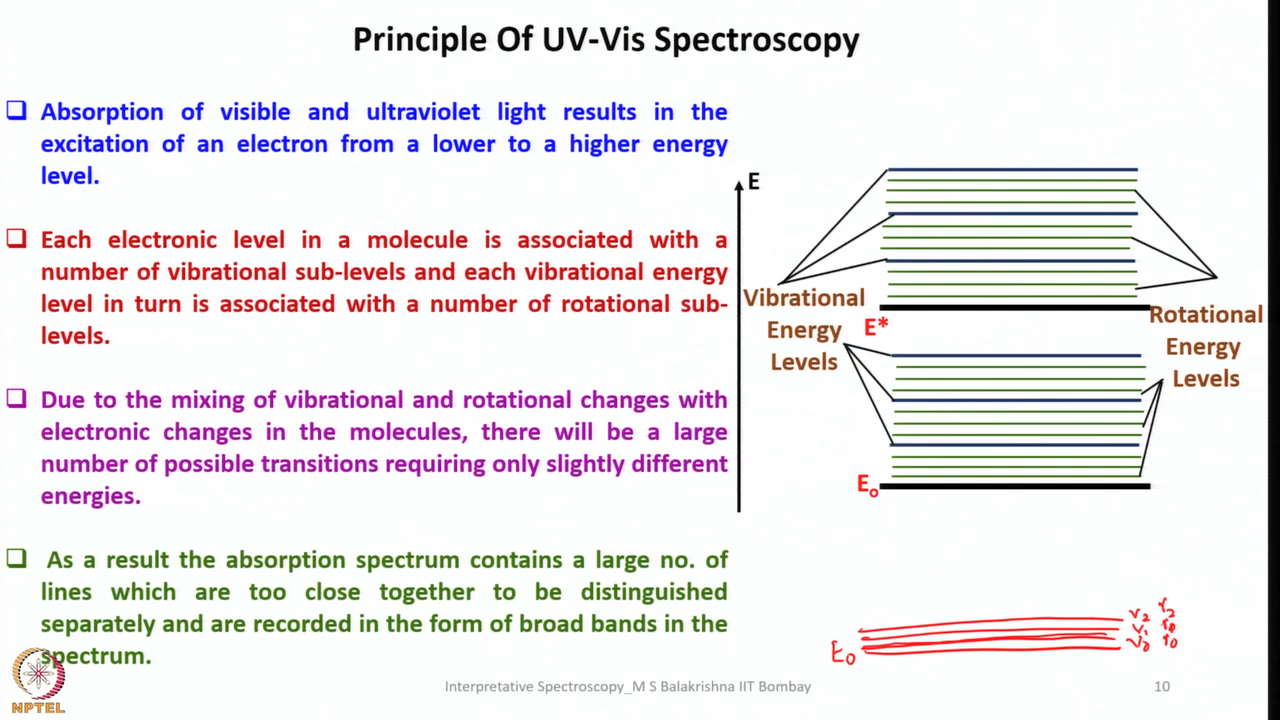 Principle Of UV-Vis Spectroscopy
❑ Absorption of visible and ultraviolet light results in the
excitation of an electron from a lower to a higher energy
level.
❑ Each electronic level in a molecule is associated with a
number of vibrational sub-levels and each vibrational energy
level in turn is associated with a number of rotational sub-
levels.
❑ Due to the mixing of vibrational and rotational changes with
electronic changes in the molecules, there will be a large
number of possible transitions requiring only slightly different
energies.
❑ As a result the absorption spectrum contains a large no. of
lines which are too close together to be distinguished
separately and are recorded in the form of broad bands in the
spectrum.
E
Vibrational
Energy
Levels
E*
Rotational
Energy
Levels
E₀
E₀
v₂ r₂
v₁
v₀ r₀
NPTEL
Interpretative Spectroscopy_M S Balakrishna IIT Bombay
10